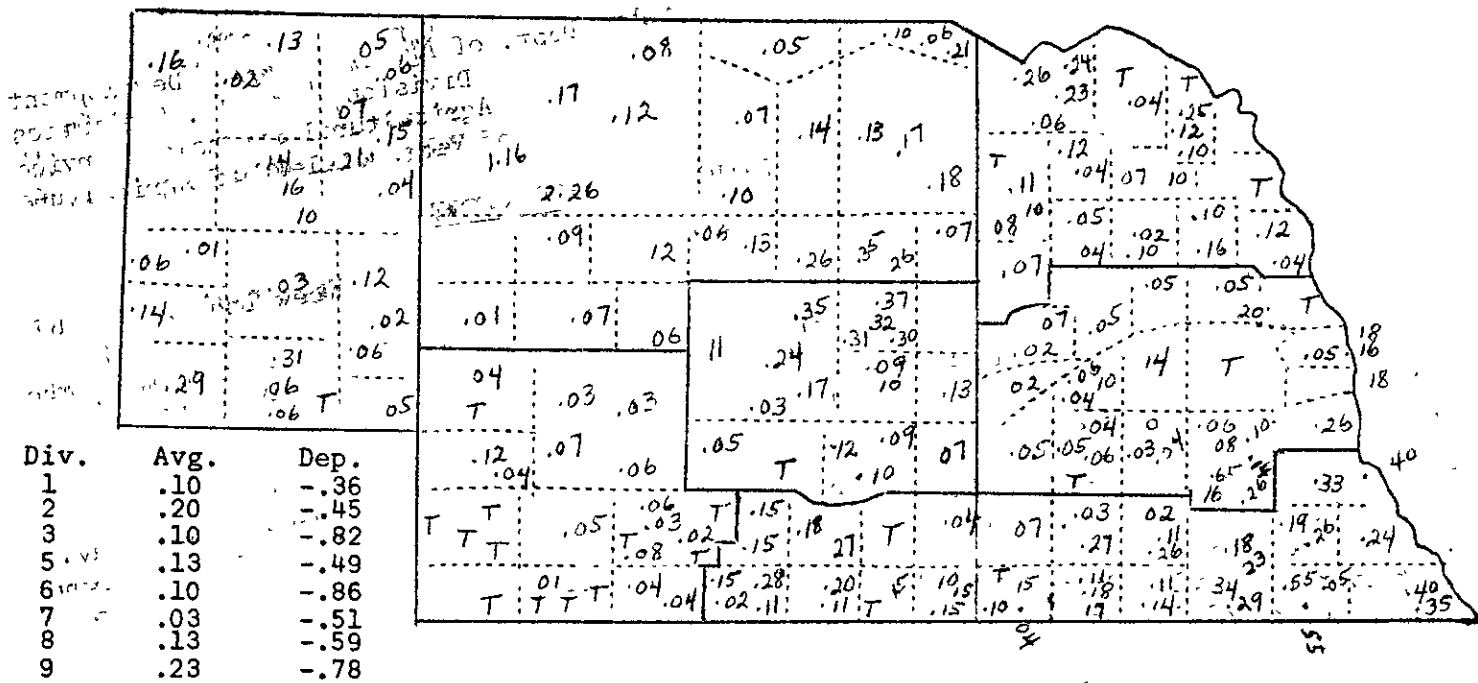 .16 .13 05 .08 .05 .10 .06 .21
.02 .06 .17 .26 .24 T T
07 .12 .07 .14 .13 .17 .23 .04 .25
.15 .06 .12
.14 .21 1.16 T .12 .10
16 .04 2.26 .10 .18 .11 .04 07 10 T
10 08 10 .05 .10 .12
.06 .01 .09 12 .06 .13 .26 .35 26 .07 .02 .16
.03 .12 .07 04 .10 .04
.14 .02 .01 .07 06 .35 .37 .05 .05 T
.31 .06 32 07 .05 20 18
.31 .30 .02 .05 16
.29 .06 04 11 .24 .09 14 T 18
.06 T 05 T .03 .03 .17 10 .13 02 10
.03 .04
.12 .07 .05 .12 .09 07 .04 0 .06 .10 .26
.04 .06 T .10 .05 .05 .06 .03 08 40
T .65 16 .26 .33
T T .05 .06 .15 .18 T .04 07 .03 02 .19 .26
T T .03 .02 .15 27 .27 .11 .18 .24
T .08 T .26 23
01 .04 .15 .28 .20 10 T 15 .11 .11 34 .55 .05 .40
T T T T .04 .02 .11 .11 T .15 .10 .18 .14 29 35
17
04 55
Div. Avg. Dep.
1 .10 -.36
2 .20 -.45
3 .10 -.82
5 .13 -.49
6 .10 -.86
7 .03 -.51
8 .13 -.59
9 .23 -.78